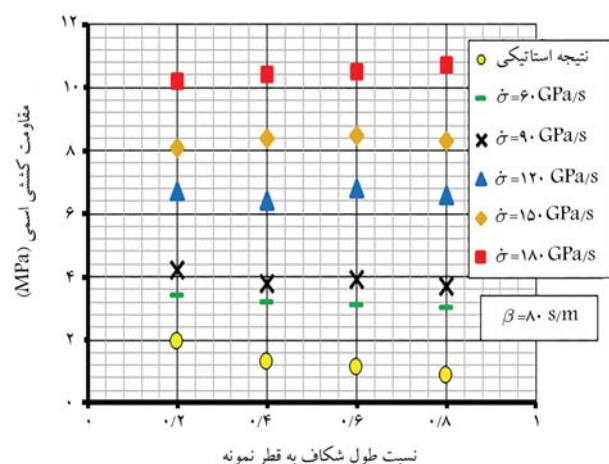 ۱۲
۱۰
۸
۶
۴
۲
۰
مقاومت کششی اسمی (MPa)
۰
۰/۲
۰/۴
۰/۶
۰/۸
۱
نسبت طول شکاف به قطر نمونه
نتیجه استاتیکی
σ̇=۶۰ GPa/s
σ̇=۹۰ GPa/s
σ̇=۱۲۰ GPa/s
σ̇=۱۵۰ GPa/s
σ̇=۱۸۰ GPa/s
β=۸۰ s/m